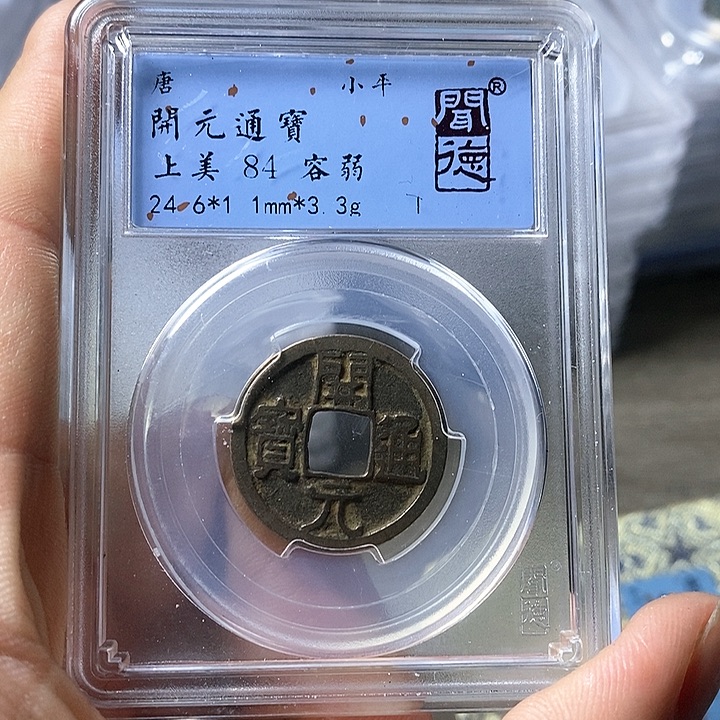 唐 小平
開元通寶
上美 84 容弱
24.6*1.1mm*3.3g
聞德®
開元通寶